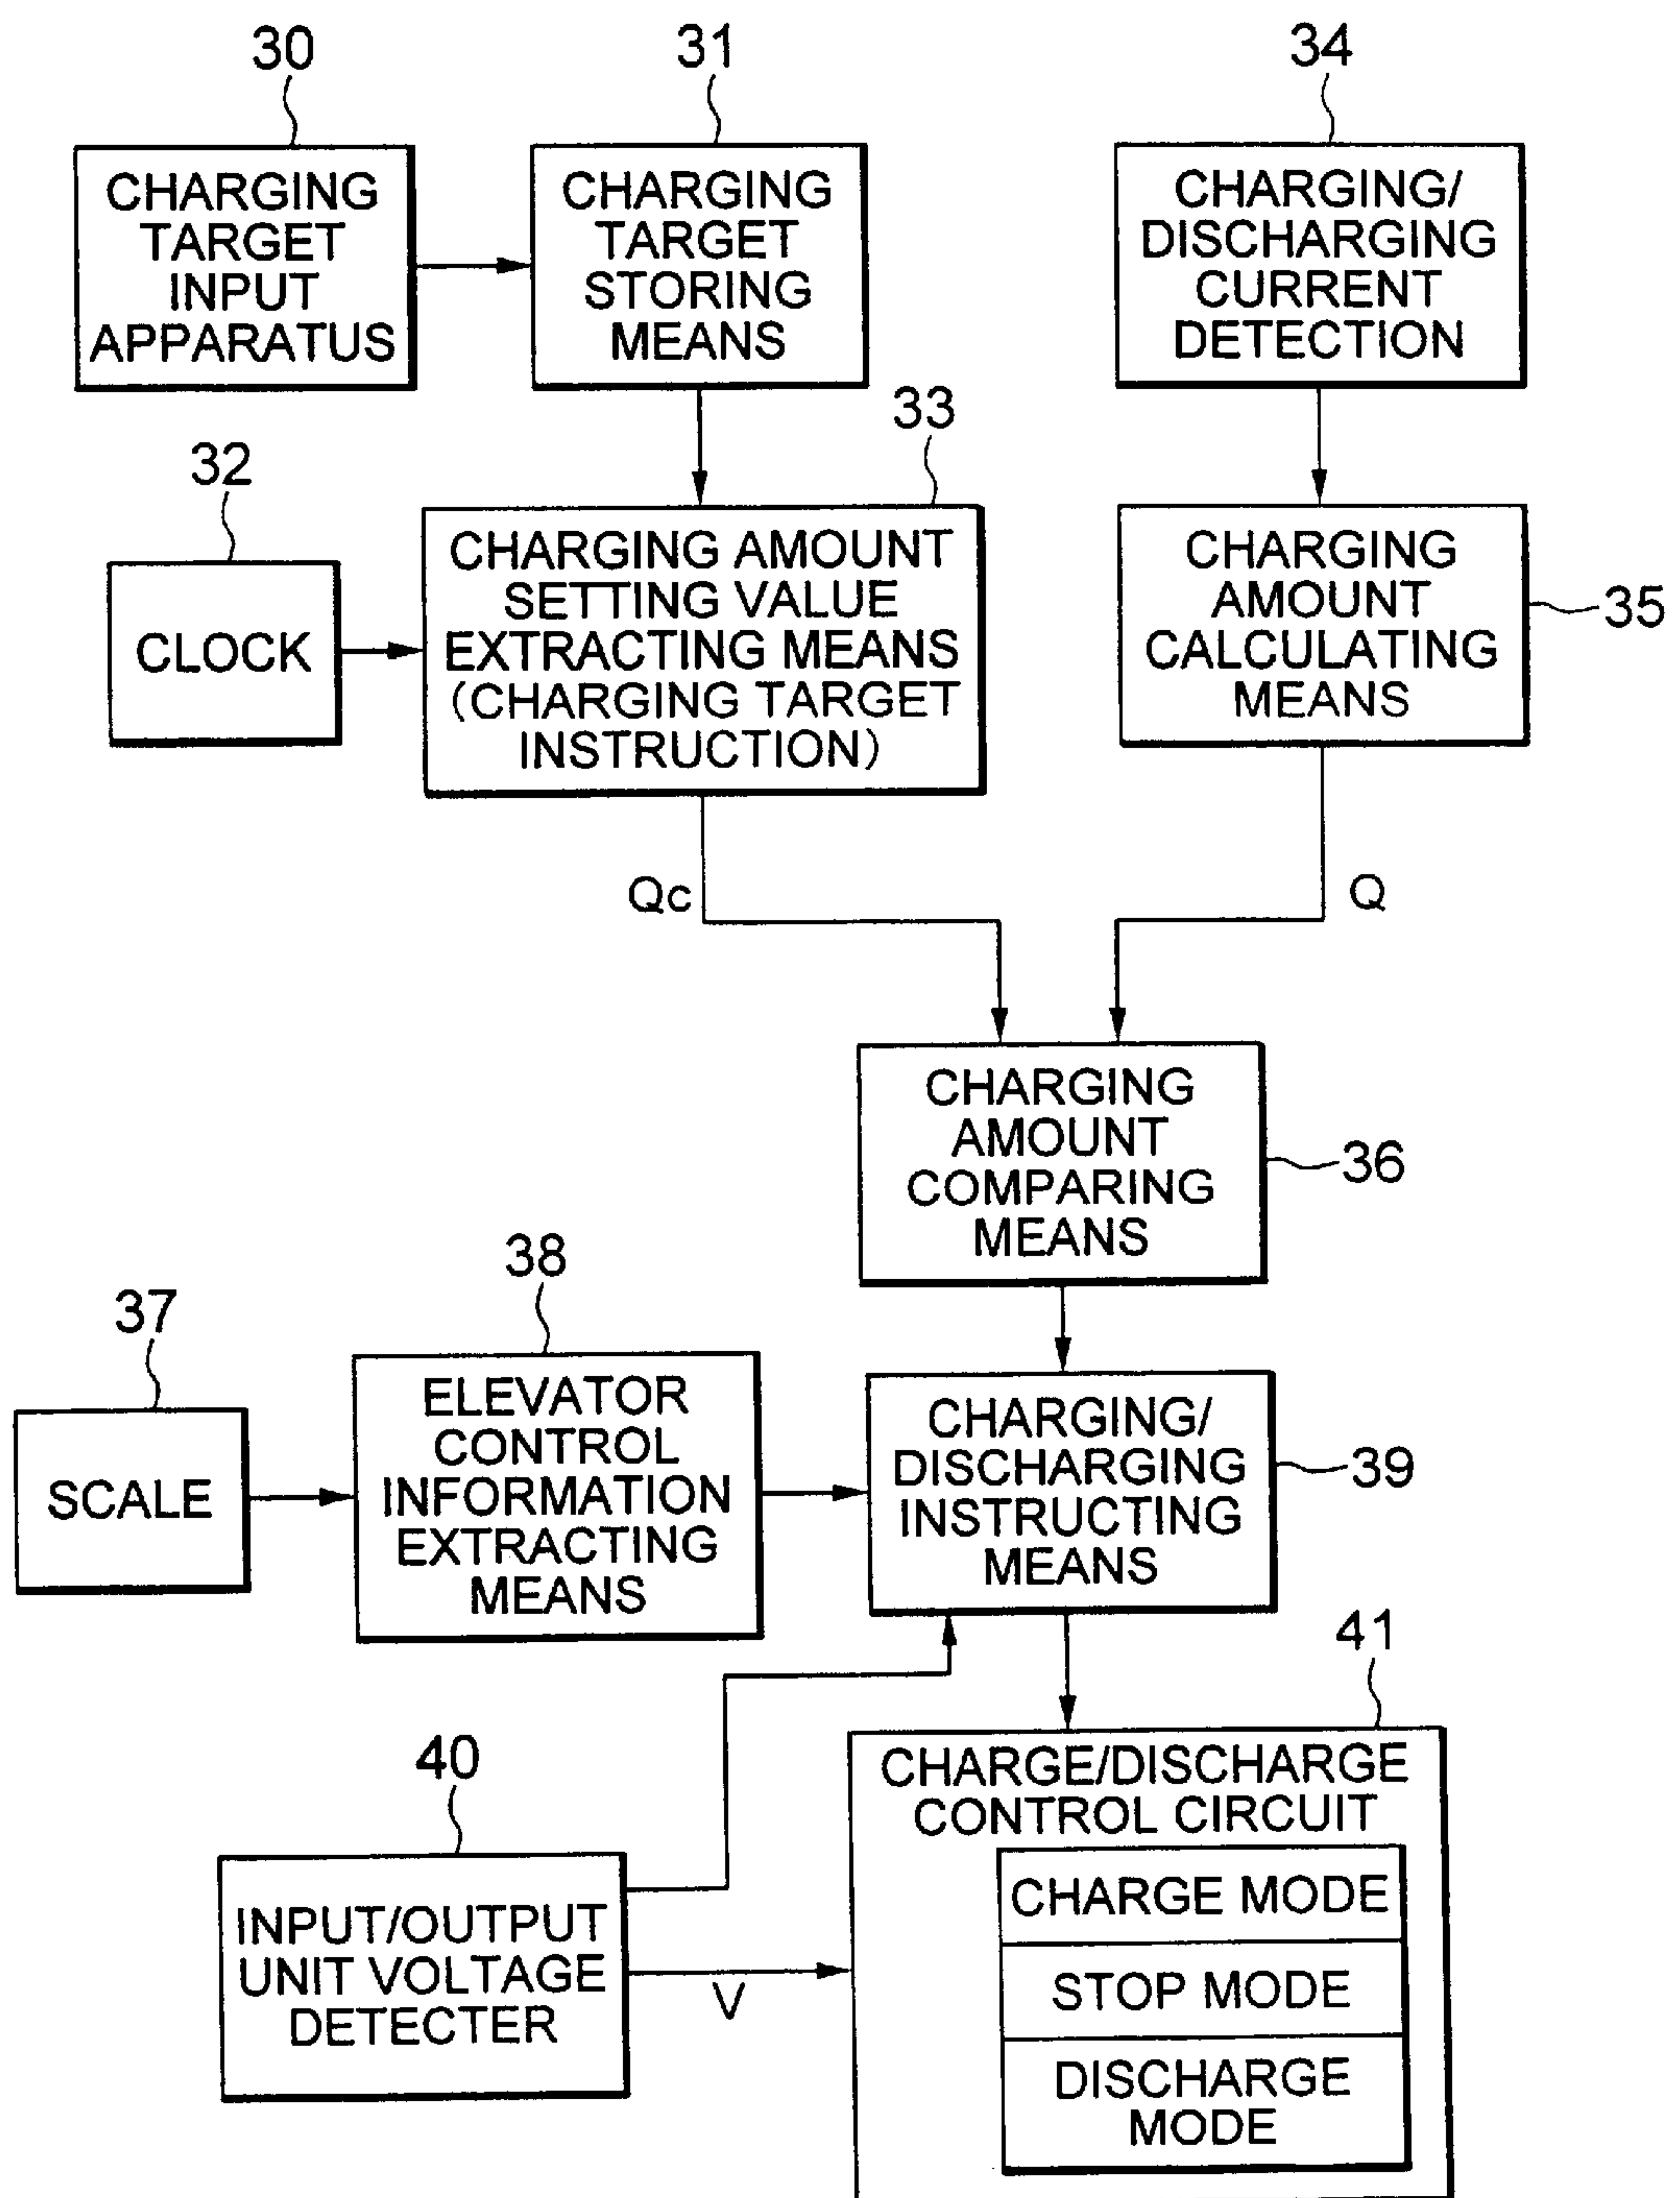 30
CHARGING
TARGET
INPUT
APPARATUS
31
CHARGING
TARGET
STORING
MEANS
34
CHARGING/
DISCHARGING
CURRENT
DETECTION
32
CLOCK
33
CHARGING AMOUNT
SETTING VALUE
EXTRACTING MEANS
(CHARGING TARGET
INSTRUCTION)
CHARGING
AMOUNT
CALCULATING
MEANS
35
Qc
Q
CHARGING
AMOUNT
COMPARING
MEANS
36
37
SCALE
38
ELEVATOR
CONTROL
INFORMATION
EXTRACTING
MEANS
CHARGING/
DISCHARGING
INSTRUCTING
MEANS
39
40
INPUT/OUTPUT
UNIT VOLTAGE
DETECTER
V
41
CHARGE/DISCHARGE
CONTROL CIRCUIT
CHARGE MODE
STOP MODE
DISCHARGE
MODE